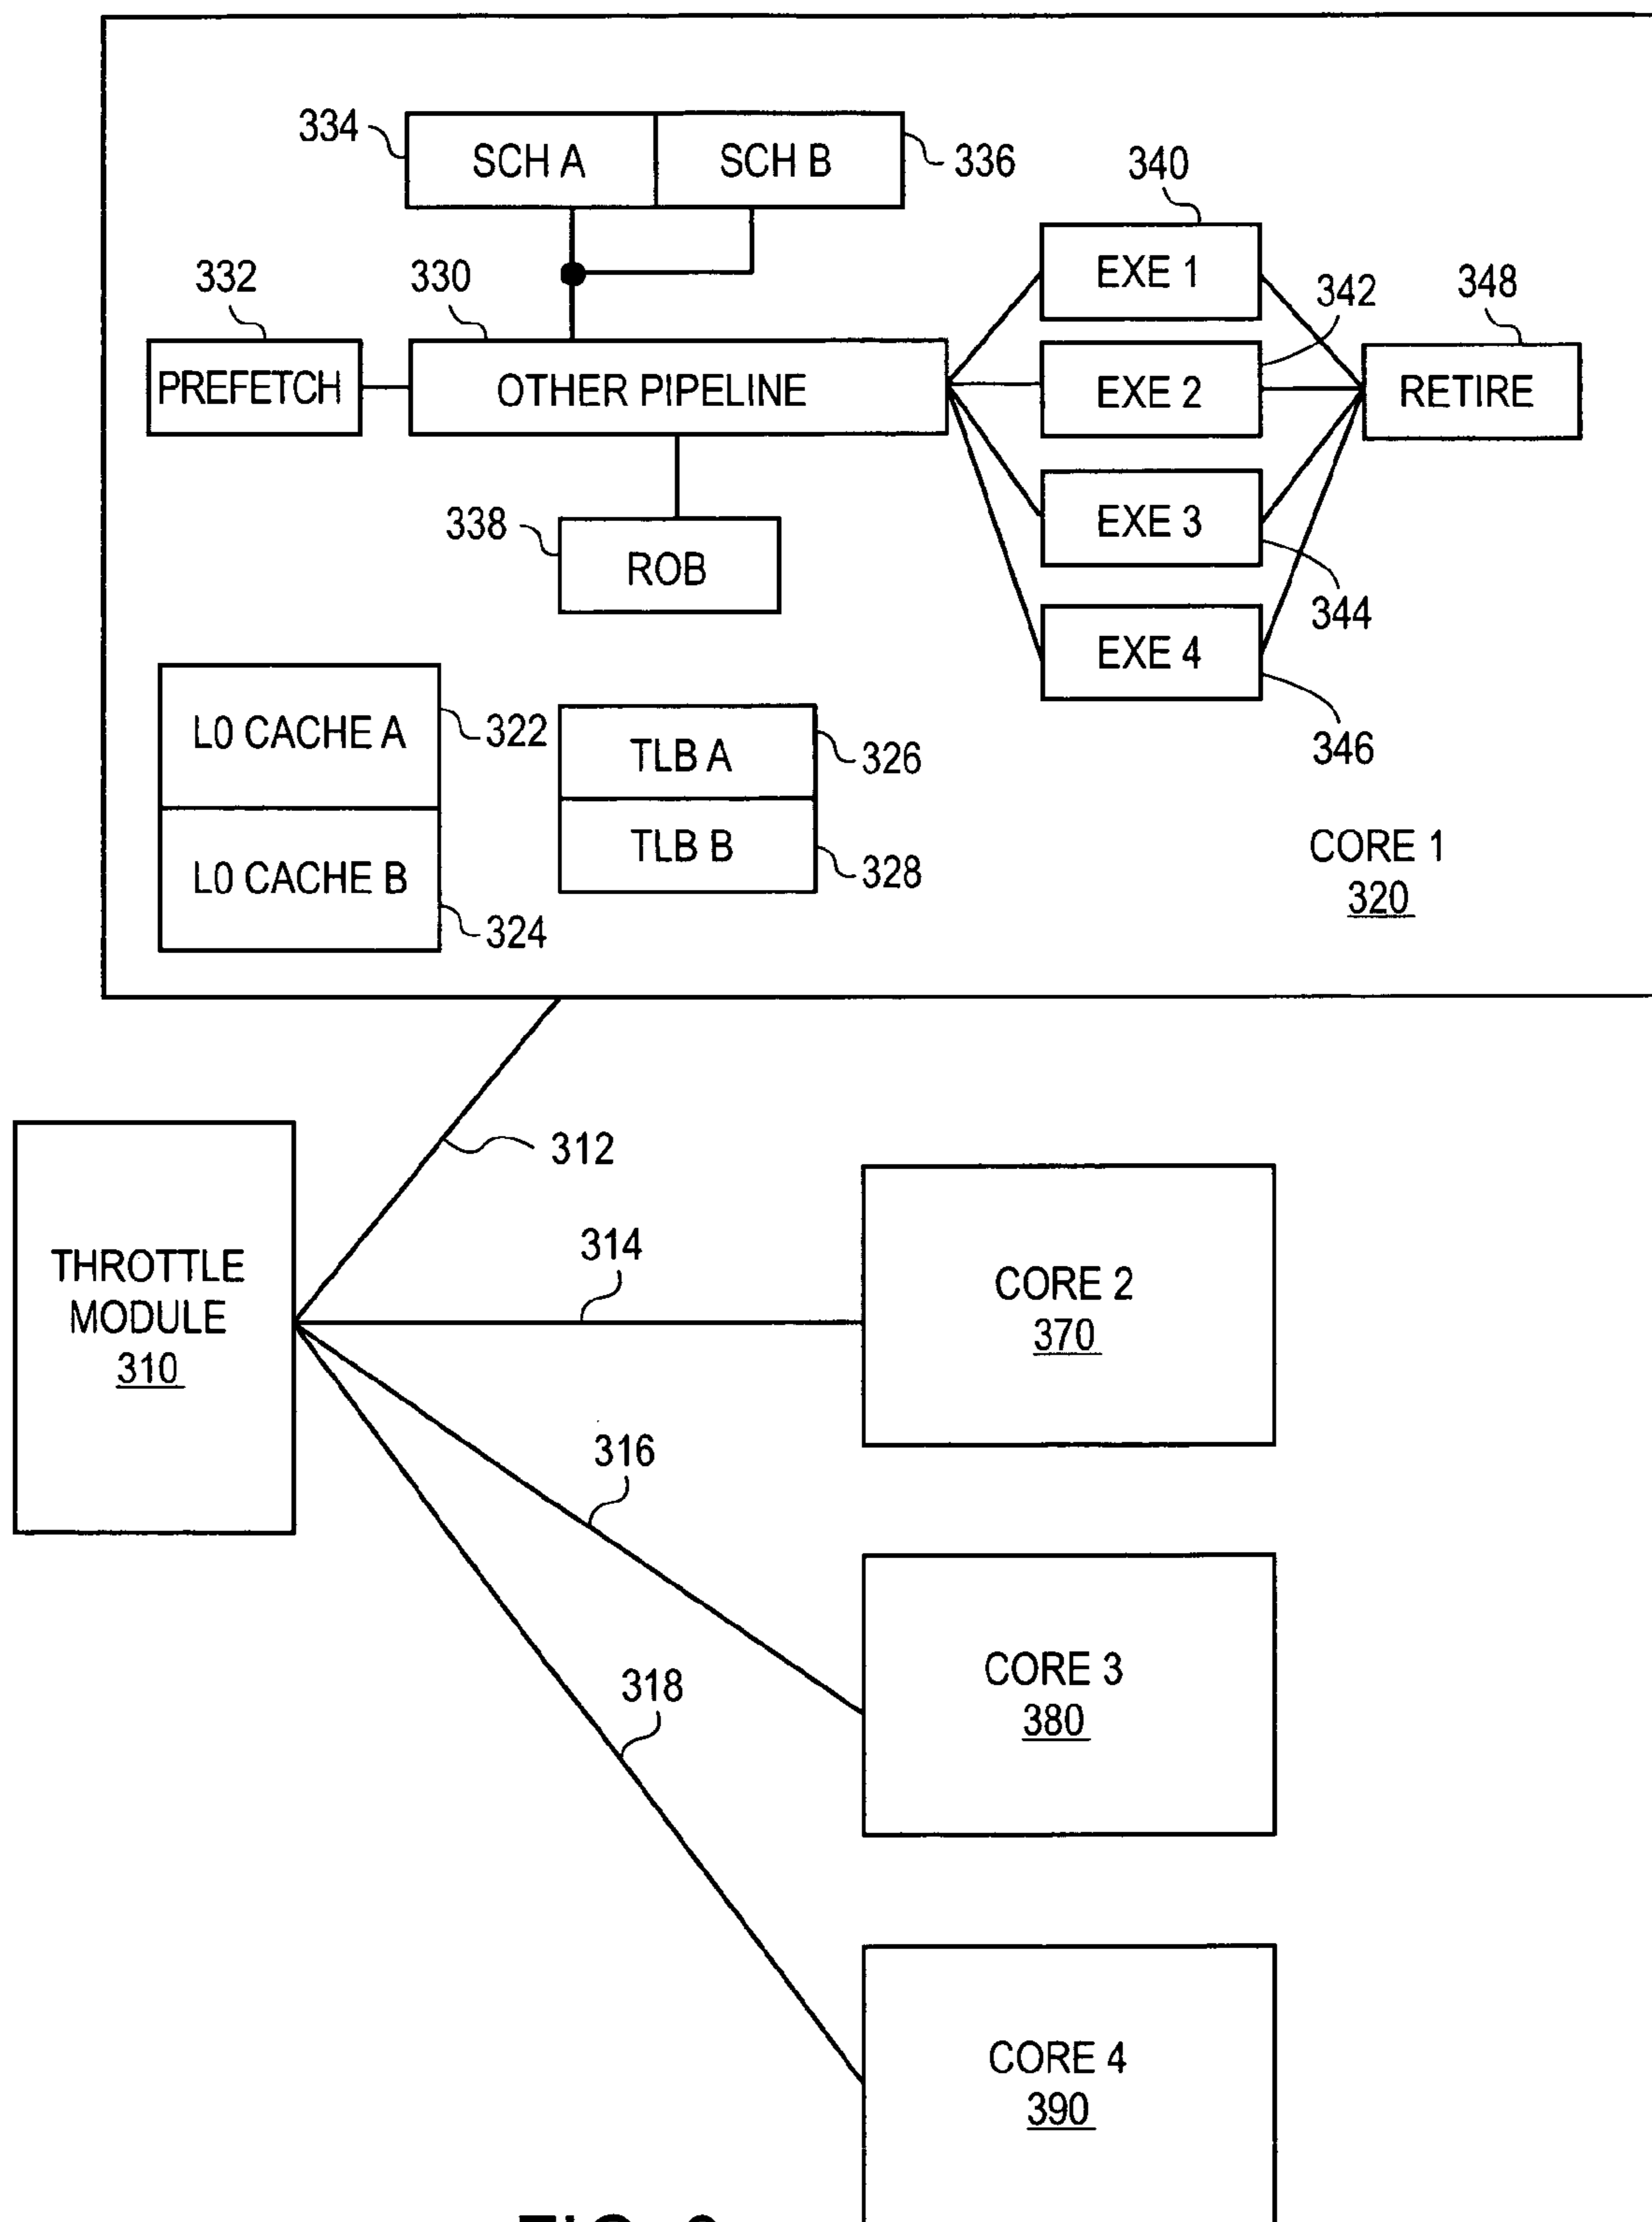 334
SCH A
SCH B
336
340
EXE 1
332
330
342
348
PREFETCH
OTHER PIPELINE
EXE 2
RETIRE
338
ROB
EXE 3
344
EXE 4
346
L0 CACHE A
322
TLB A
326
TLB B
328
L0 CACHE B
324
CORE 1
320
312
314
THROTTLE
MODULE
310
CORE 2
370
316
CORE 3
380
318
CORE 4
390